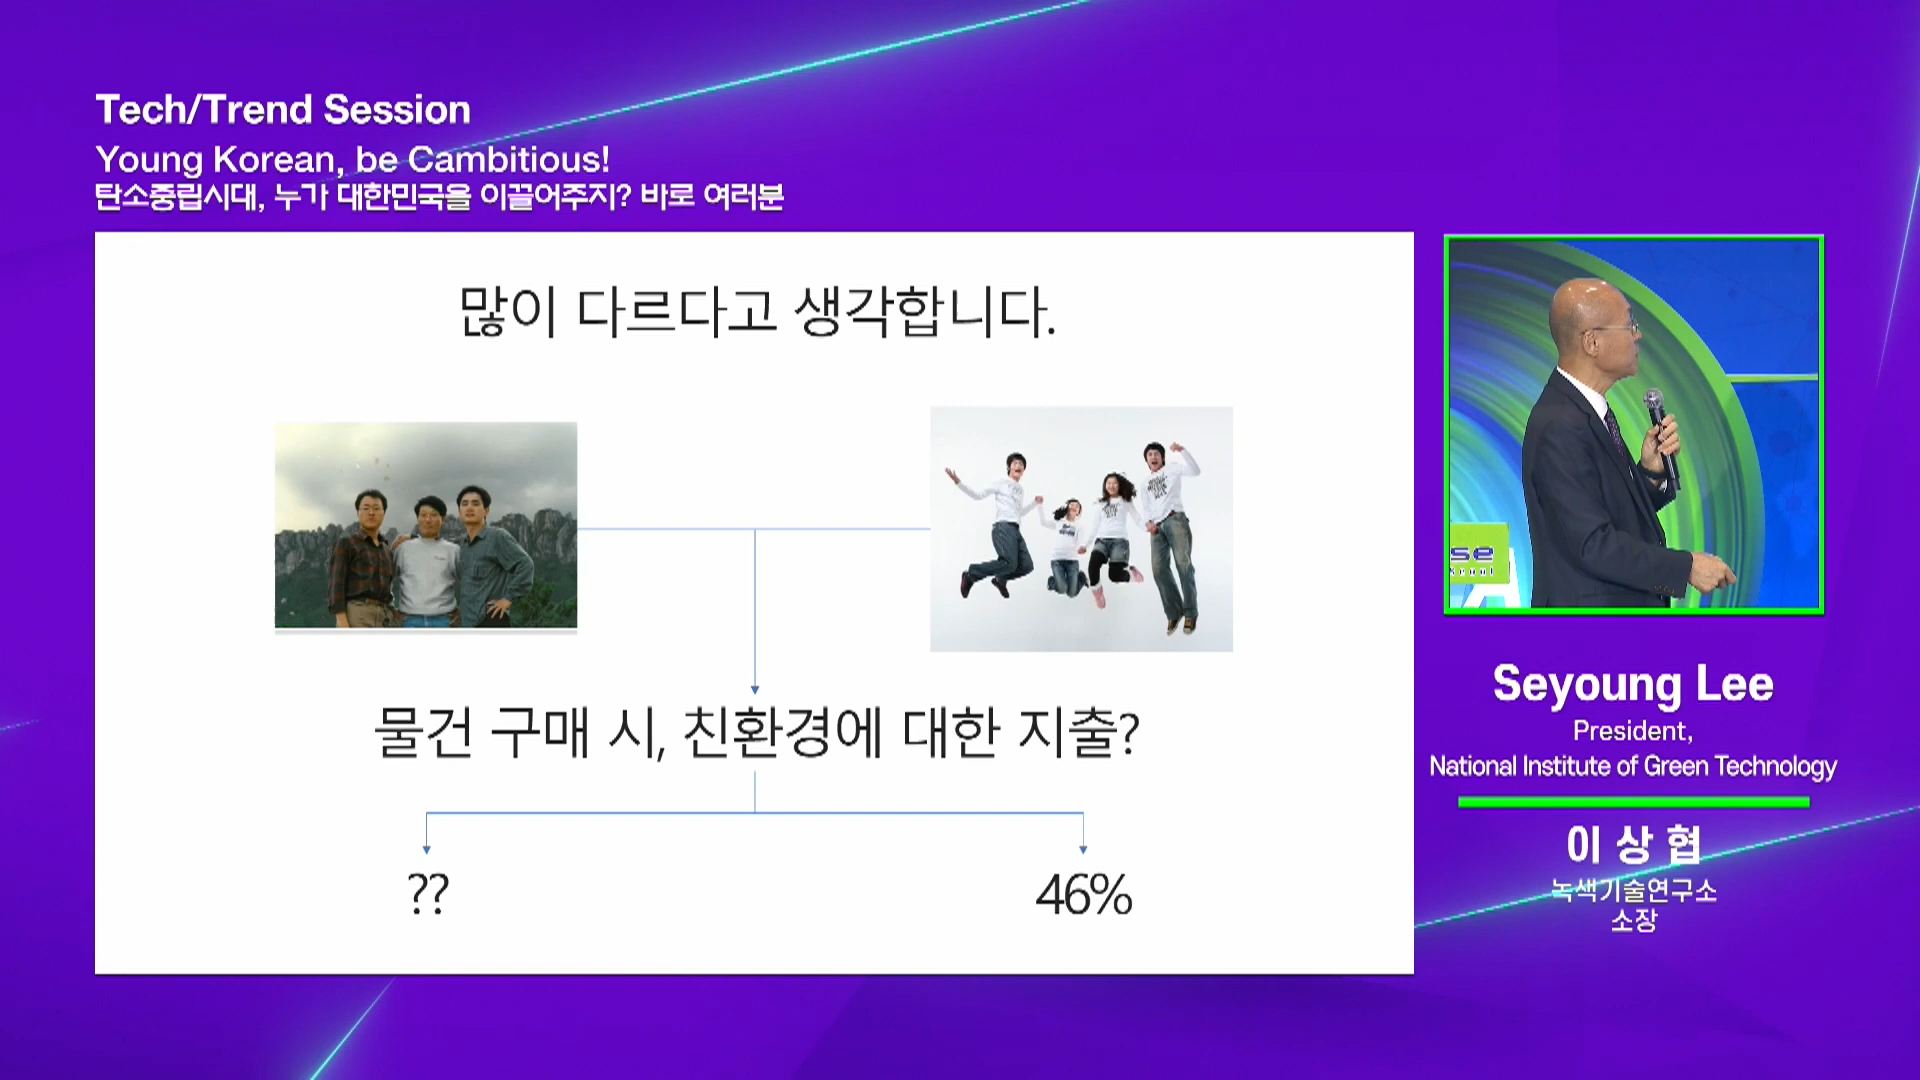 Tech/Trend Session
Young Korean, be Cambitious!
탄소중립시대, 누가 대한민국을 이끌어주지? 바로 여러분
많이 다르다고 생각합니다.
물건 구매 시, 친환경에 대한 지출?
??
46%
se
Seyoung Lee
President,
National Institute of Green Technology
이 상 협
녹색기술연구소
소장